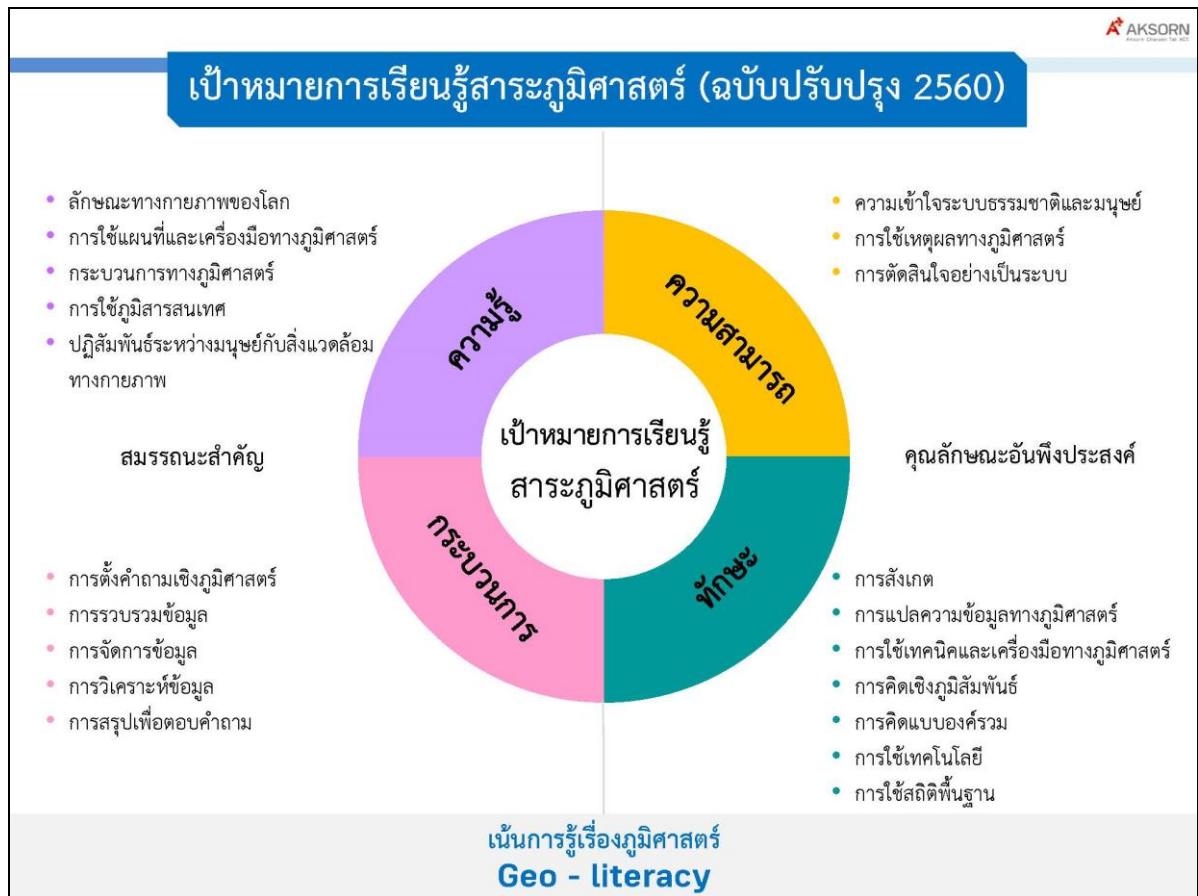 AKSORN
Aksorn Charoen Tat ACT.
เป้าหมายการเรียนรู้สาระภูมิศาสตร์ (ฉบับปรับปรุง 2560)
• ลักษณะทางกายภาพของโลก
• การใช้แผนที่และเครื่องมือทางภูมิศาสตร์
• กระบวนการทางภูมิศาสตร์
• การใช้ภูมิสารสนเทศ
• ปฏิสัมพันธ์ระหว่างมนุษย์กับสิ่งแวดล้อม
ทางกายภาพ
• ความเข้าใจระบบธรรมชาติและมนุษย์
• การใช้เหตุผลทางภูมิศาสตร์
• การตัดสินใจอย่างเป็นระบบ
ความรู้
ความสามารถ
สมรรถนะสำคัญ
เป้าหมายการเรียนรู้
สาระภูมิศาสตร์
คุณลักษณะอันพึงประสงค์
กระบวนการ
ทักษะ
• การตั้งคำถามเชิงภูมิศาสตร์
• การรวบรวมข้อมูล
• การจัดการข้อมูล
• การวิเคราะห์ข้อมูล
• การสรุปเพื่อตอบคำถาม
• การสังเกต
• การแปลความข้อมูลทางภูมิศาสตร์
• การใช้เทคนิคและเครื่องมือทางภูมิศาสตร์
• การคิดเชิงภูมิสัมพันธ์
• การคิดแบบองค์รวม
• การใช้เทคโนโลยี
• การใช้สถิติพื้นฐาน
เน้นการรู้เรื่องภูมิศาสตร์
Geo - literacy